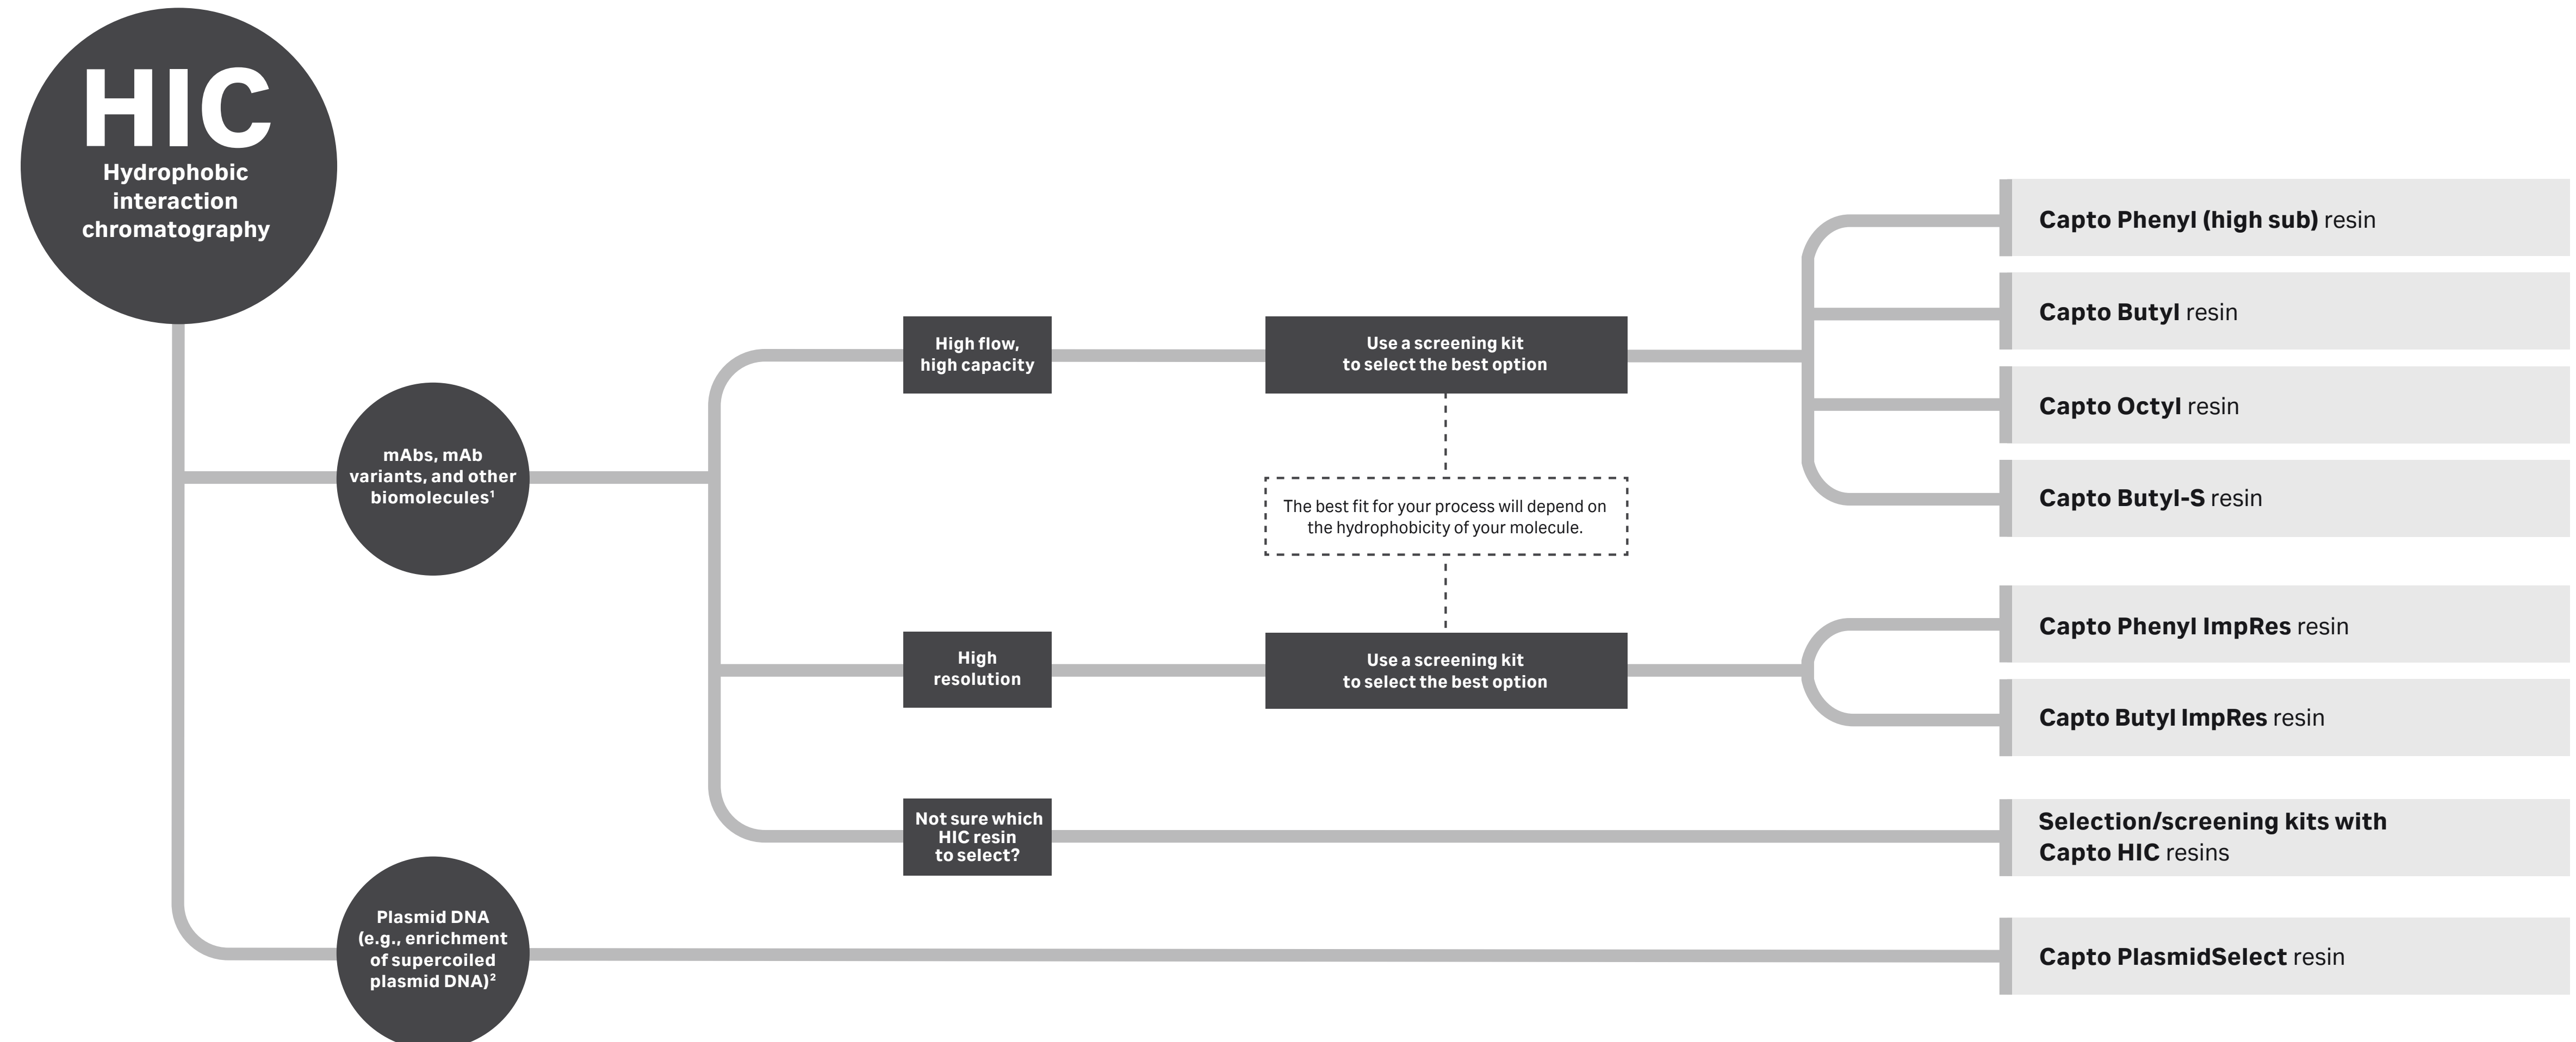 HIC
Hydrophobic
interaction
chromatography
mAbs, mAb
variants, and other
biomolecules¹
High flow,
high capacity
Use a screening kit
to select the best option
Capto Phenyl (high sub) resin
Capto Butyl resin
Capto Octyl resin
Capto Butyl-S resin
The best fit for your process will depend on
the hydrophobicity of your molecule.
High
resolution
Use a screening kit
to select the best option
Capto Phenyl ImpRes resin
Capto Butyl ImpRes resin
Not sure which
HIC resin
to select?
Selection/screening kits with
Capto HIC resins
Plasmid DNA
(e.g., enrichment
of supercoiled
plasmid DNA)²
Capto PlasmidSelect resin